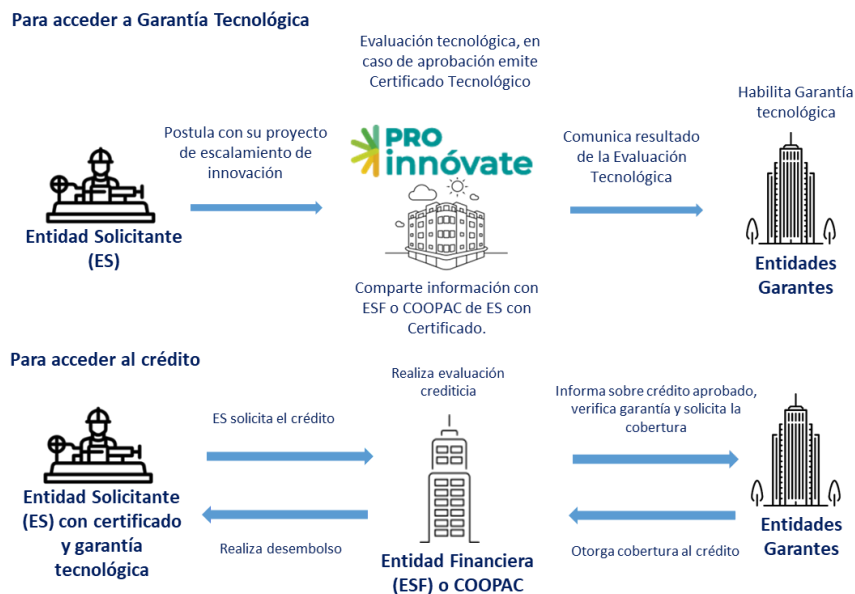 Para acceder a Garantía Tecnológica
Evaluación tecnológica, en
caso de aprobación emite
Certificado Tecnológico
Habilita Garantía
tecnológica
Postula con su proyecto
de escalamiento de
innovación
PRO
innóvate
Comunica resultado
de la Evaluación
Tecnológica
Entidad Solicitante
(ES)
Comparte información con
ESF o COOPAC de ES con
Certificado.
Entidades
Garantes
Para acceder al crédito
Realiza evaluación
crediticia
ES solicita el crédito
Informa sobre crédito aprobado,
verifica garantía y solicita la
cobertura
Entidad Solicitante
(ES) con certificado
y garantía
tecnológica
Realiza desembolso
Entidad Financiera
(ESF) o COOPAC
Otorga cobertura al crédito
Entidades
Garantes